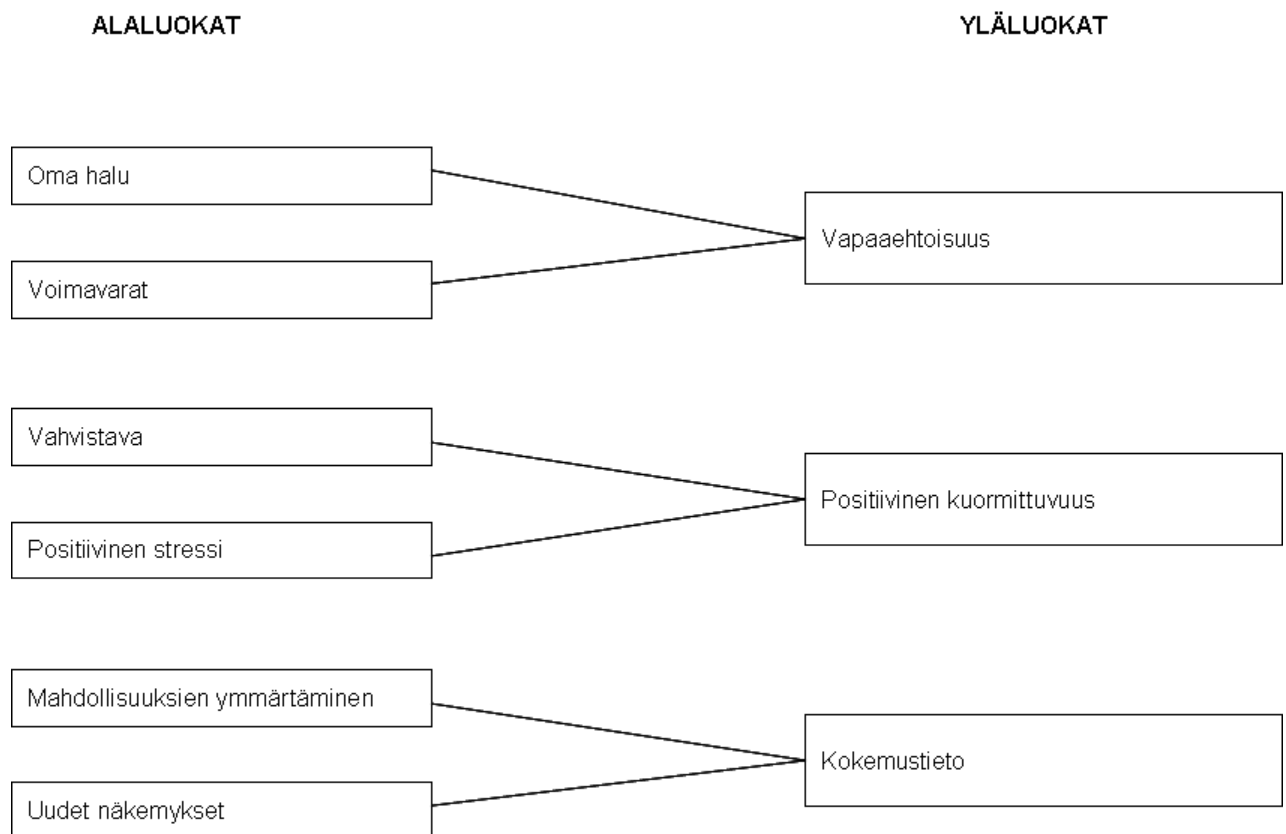 ALALUOKAT
YLÄLUOKAT
Oma halu
Vapaaehtoisuus
Voimavarat
Vahvistava
Positiivinen kuormittuvuus
Positiivinen stressi
Mahdollisuuksien ymmärtäminen
Kokemustieto
Uudet näkemykset